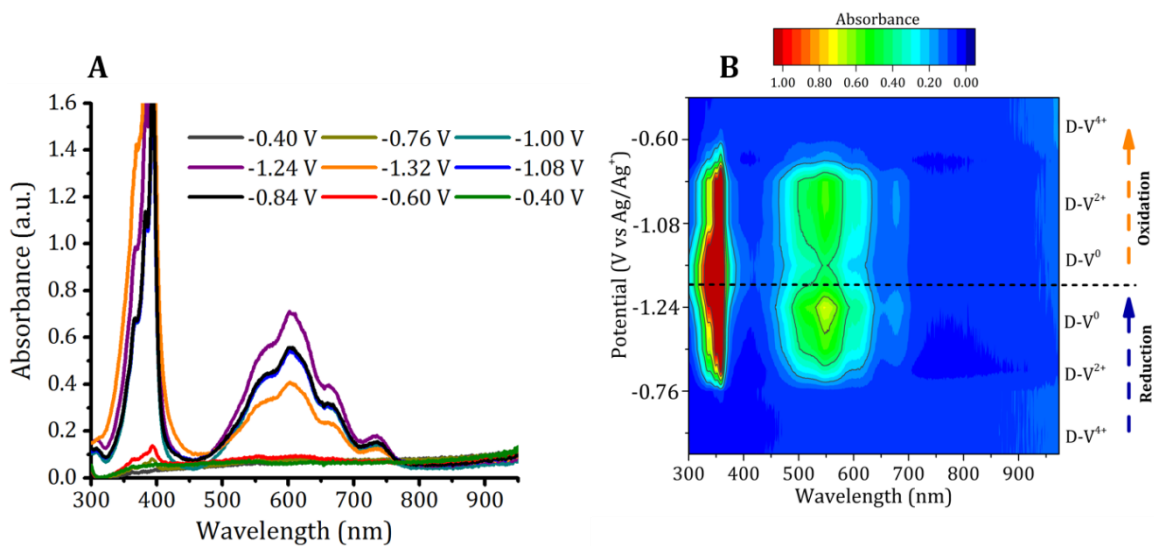 A
Absorbance (a.u.)
1.6
1.4
1.2
1.0
0.8
0.6
0.4
0.2
0.0
-0.40 V -0.76 V -1.00 V
-1.24 V -1.32 V -1.08 V
-0.84 V -0.60 V -0.40 V
300 400 500 600 700 800 900
Wavelength (nm)
Absorbance
1.00 0.80 0.60 0.40 0.20 0.00
B
Potential (V vs Ag/Ag⁺)
-0.60
-1.08
-1.24
-0.76
D-V⁴⁺
D-V²⁺
D-V⁰
D-V⁰
D-V²⁺
D-V⁴⁺
Oxidation
Reduction
300 400 500 600 700 800 900
Wavelength (nm)